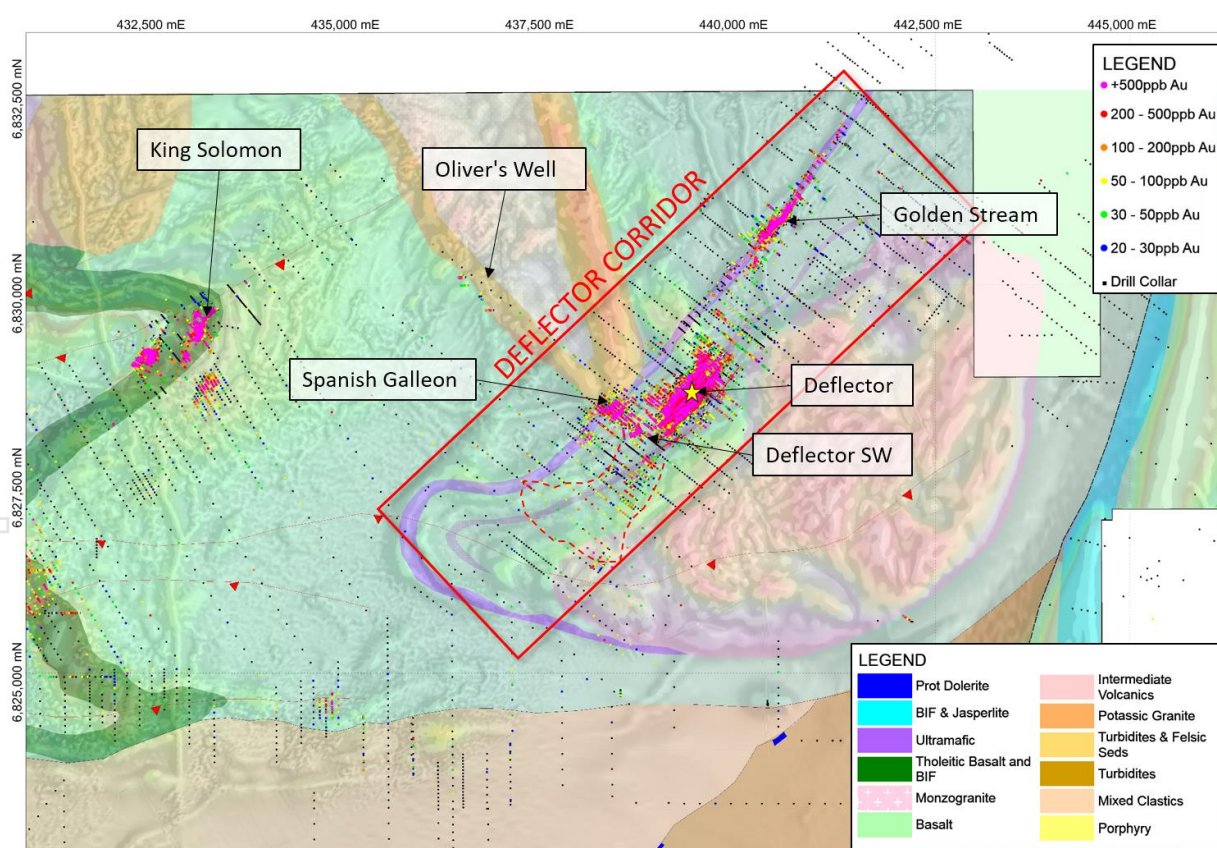 432,500 mE
435,000 mE
437,500 mE
440,000 mE
442,500 mE
445,000 mE
6,832,500 mN
6,830,000 mN
6,827,500 mN
6,825,000 mN
King Solomon
Oliver's Well
DEFLECTOR CORRIDOR
Golden Stream
Spanish Galleon
Deflector
Deflector SW
LEGEND
+500ppb Au
200 - 500ppb Au
100 - 200ppb Au
50 - 100ppb Au
30 - 50ppb Au
20 - 30ppb Au
Drill Collar
LEGEND
Prot Dolerite
BIF & Jasperlite
Ultramafic
Tholeitic Basalt and
BIF
Monzogranite
Basalt
Intermediate
Volcanics
Potassic Granite
Turbidites & Felsic
Seds
Turbidites
Mixed Clastics
Porphyry